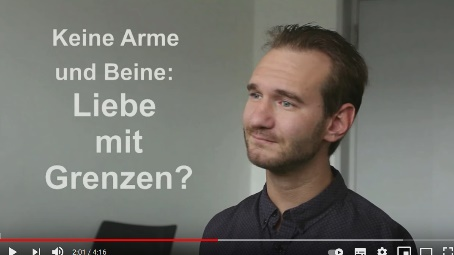 Keine Arme
und Beine:
Liebe
mit
Grenzen?
2:01 / 4:16